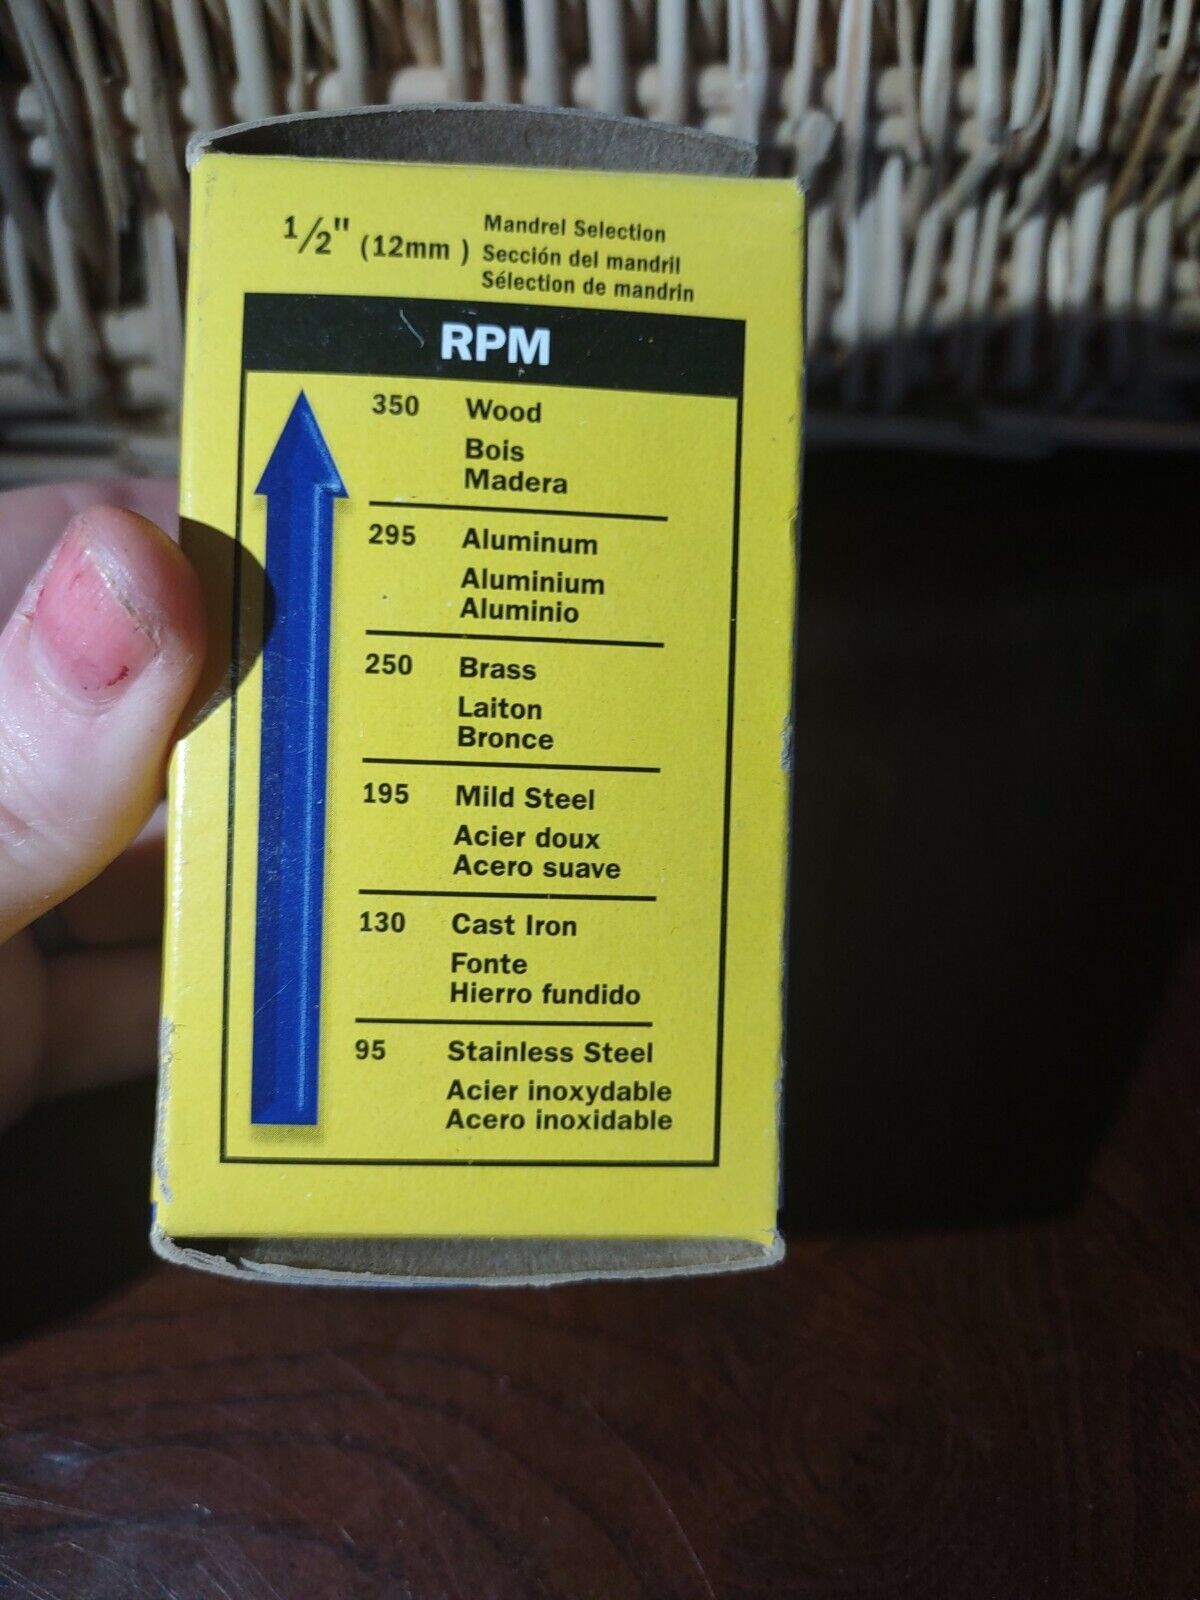 1/2" (12mm ) Mandrel Selection
Sección del mandril
Sélection de mandrin
RPM
350 Wood
Bois
Madera
295 Aluminum
Aluminium
Aluminio
250 Brass
Laiton
Bronce
195 Mild Steel
Acier doux
Acero suave
130 Cast Iron
Fonte
Hierro fundido
95 Stainless Steel
Acier inoxydable
Acero inoxidable